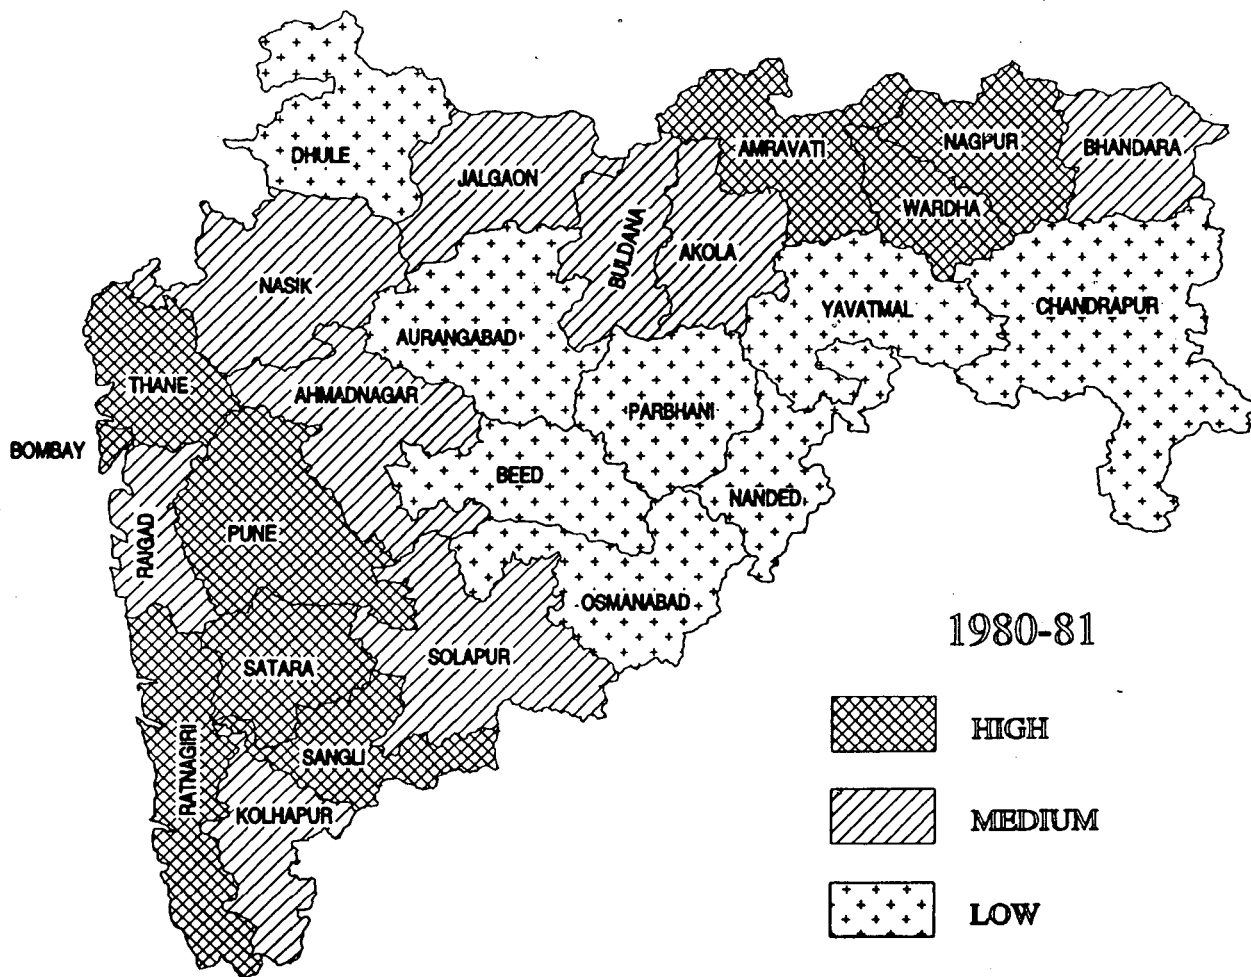 DHULE
JALGAON
BULDANA
AKOLA
AMRAVATI
NAGPUR
WARDHA
BHANDARA
NASIK
AURANGABAD
YAVATMAL
CHANDRAPUR
THANE
AHMADNAGAR
PARBHANI
BOMBAY
BEED
NANDED
RAIGAD
PUNE
OSMANABAD
SATARA
SOLAPUR
RATNAGIRI
SANGLI
KOLHAPUR
1980-81
HIGH
MEDIUM
LOW